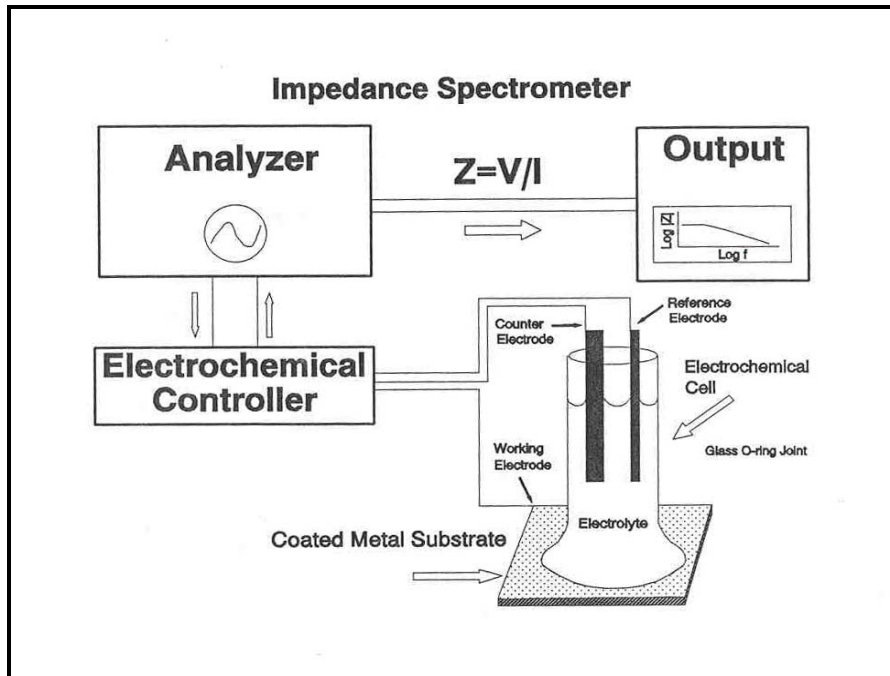 Impedance Spectrometer
Analyzer
Z=V/I
Output
Log |Z|
Log f
Reference
Electrode
Counter
Electrode
Electrochemical
Controller
Electrochemical
Cell
Working
Electrode
Glass O-ring Joint
Electrolyte
Coated Metal Substrate